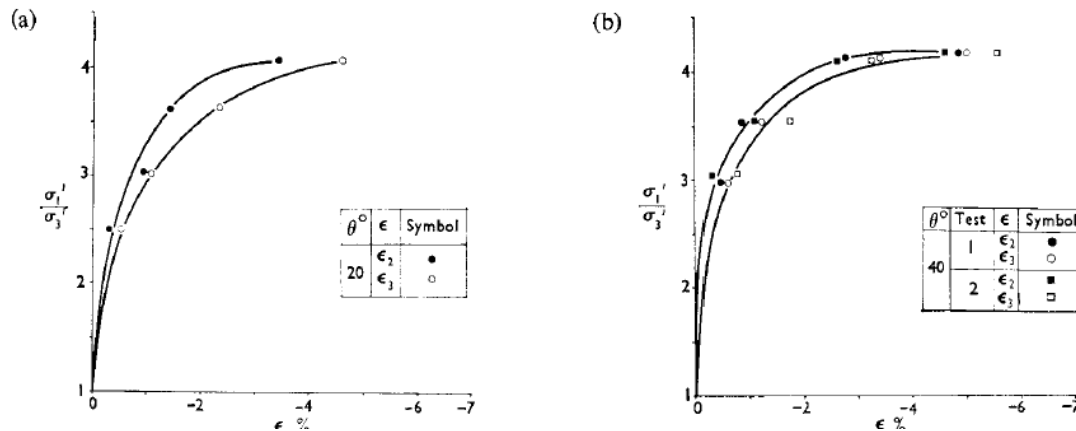 (a)
4
3
σ₁′
σ₃′
2
1
0 -2 -4 -6 -7
ϵ %
θ° ϵ Symbol
20 ϵ₂ ●
ϵ₃ ○
(b)
4
3
σ₁′
σ₃′
2
1
0 -2 -4 -6 -7
ϵ %
θ° Test ϵ Symbol
40 1 ϵ₂ ●
ϵ₃ ○
2 ϵ₂ ■
ϵ₃ □